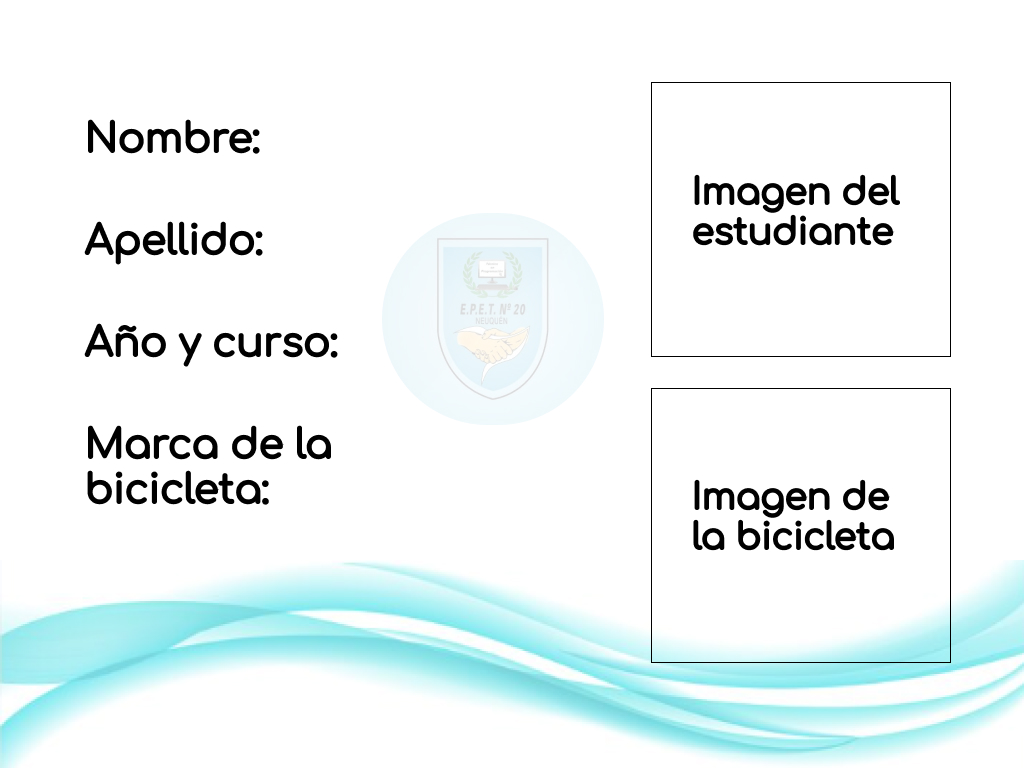 Nombre:
Apellido:
Año y curso:
Marca de la
bicicleta:
E.P.E.T. Nº 20
NEUQUÉN
Imagen del
estudiante
Imagen de
la bicicleta